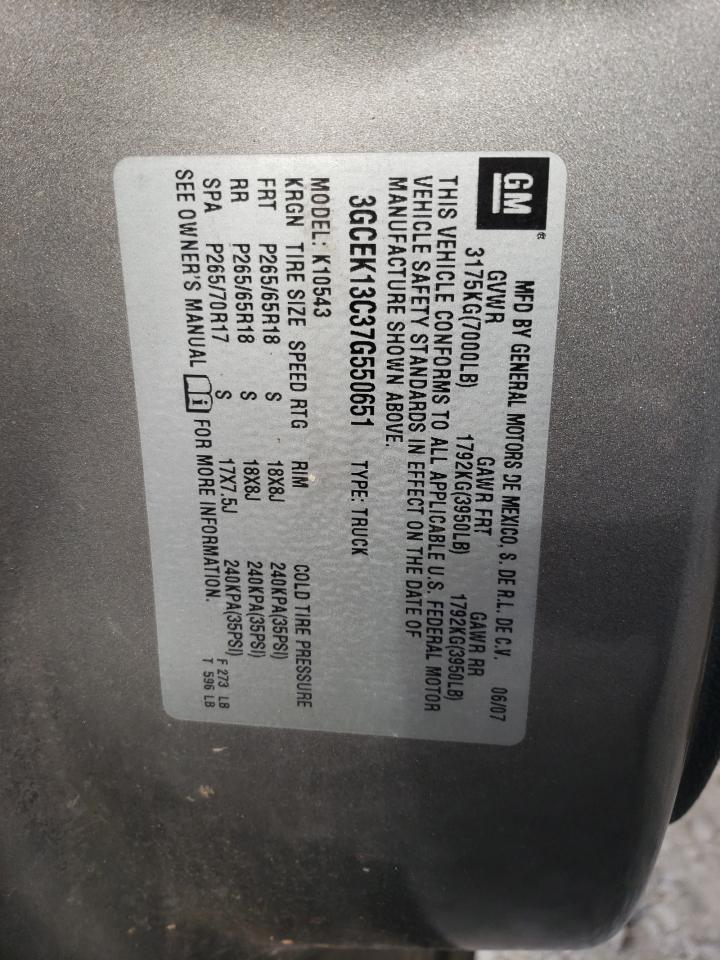 GM
MFD BY GENERAL MOTORS DE MEXICO, S. DE R.L. DE C.V. 06/07
GVWR GAWR FRT GAWR RR
3175KG(7000LB) 1792KG(3950LB) 1792KG(3950LB)
THIS VEHICLE CONFORMS TO ALL APPLICABLE U.S. FEDERAL MOTOR
VEHICLE SAFETY STANDARDS IN EFFECT ON THE DATE OF
MANUFACTURE SHOWN ABOVE.
3GCEK13C37G550651 TYPE: TRUCK
MODEL: K10543
KRGN TIRE SIZE SPEED RTG RIM COLD TIRE PRESSURE
FRT P265/65R18 S 18X8J 240KPA(35PSI)
RR P265/65R18 S 18X8J 240KPA(35PSI)
SPA P265/70R17 S 17X7.5J 240KPA(35PSI) F 273 LB
SEE OWNER'S MANUAL i FOR MORE INFORMATION. T 596 LB